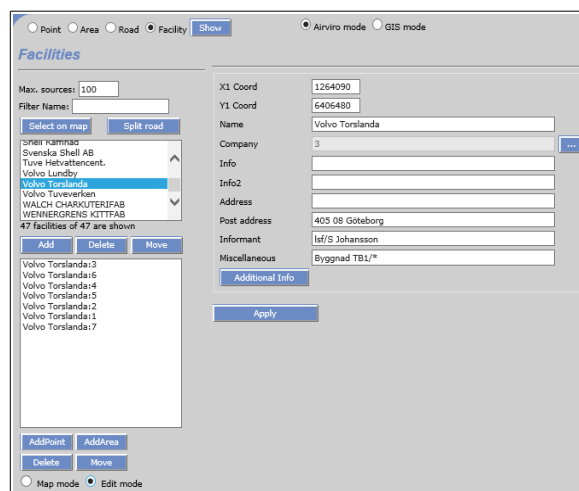 Point Area Road Facility Show Airviro mode GIS mode
Facilities
Max. sources: 100
Filter Name:
Select on map Split road
Shell Raffinad
Svenska Shell AB
Tuve Hetvattencent.
Volvo Lundby
Volvo Torslanda
Volvo Tuveverken
WALCH CHARKUTERIFAB
WENNERGRENS KITTFAB
47 facilities of 47 are shown
Add Delete Move
Volvo Torslanda:3
Volvo Torslanda:6
Volvo Torslanda:4
Volvo Torslanda:5
Volvo Torslanda:2
Volvo Torslanda:1
Volvo Torslanda:7
AddPoint AddArea
Delete Move
Map mode Edit mode
X1 Coord 1264090
Y1 Coord 6406480
Name Volvo Torslanda
Company 3 ...
Info
Info2
Address
Post address 405 08 Göteborg
Informant lsf/S Johansson
Miscellaneous Byggnad TB1/*
Additional Info
Apply